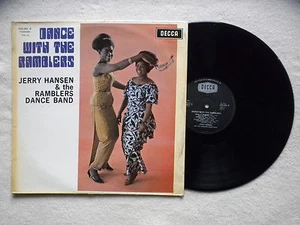 DANCE
WITH THE
RAMBLERS
DECCA
JERRY HANSEN
& the
RAMBLERS
DANCE BAND
DECCA